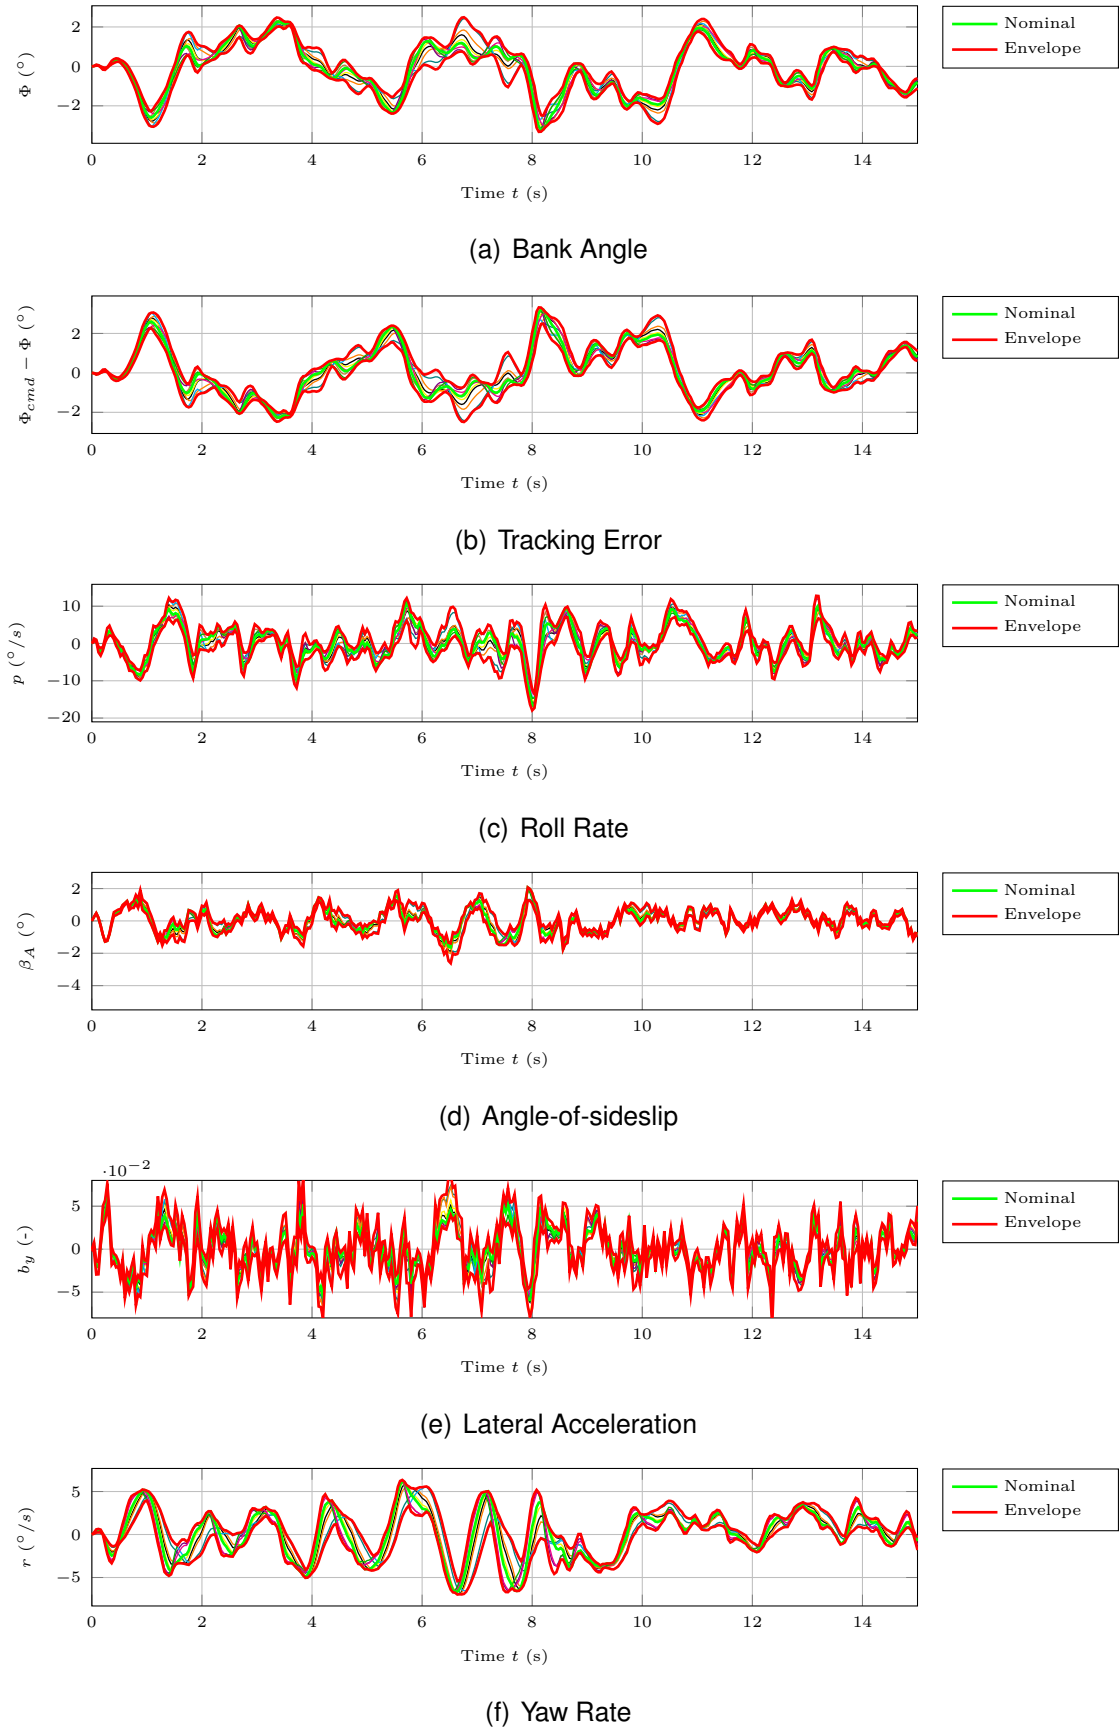 2
0
−2
Φ (°)
0 2 4 6 8 10 12 14
Time t (s)
Nominal
Envelope
(a) Bank Angle
2
0
−2
Φcmd − Φ (°)
0 2 4 6 8 10 12 14
Time t (s)
Nominal
Envelope
(b) Tracking Error
10
0
−10
−20
p (°/s)
0 2 4 6 8 10 12 14
Time t (s)
Nominal
Envelope
(c) Roll Rate
2
0
−2
−4
βA (°)
0 2 4 6 8 10 12 14
Time t (s)
Nominal
Envelope
(d) Angle-of-sideslip
·10−2
5
0
−5
by (-)
0 2 4 6 8 10 12 14
Time t (s)
Nominal
Envelope
(e) Lateral Acceleration
5
0
−5
r (°/s)
0 2 4 6 8 10 12 14
Time t (s)
Nominal
Envelope
(f) Yaw Rate